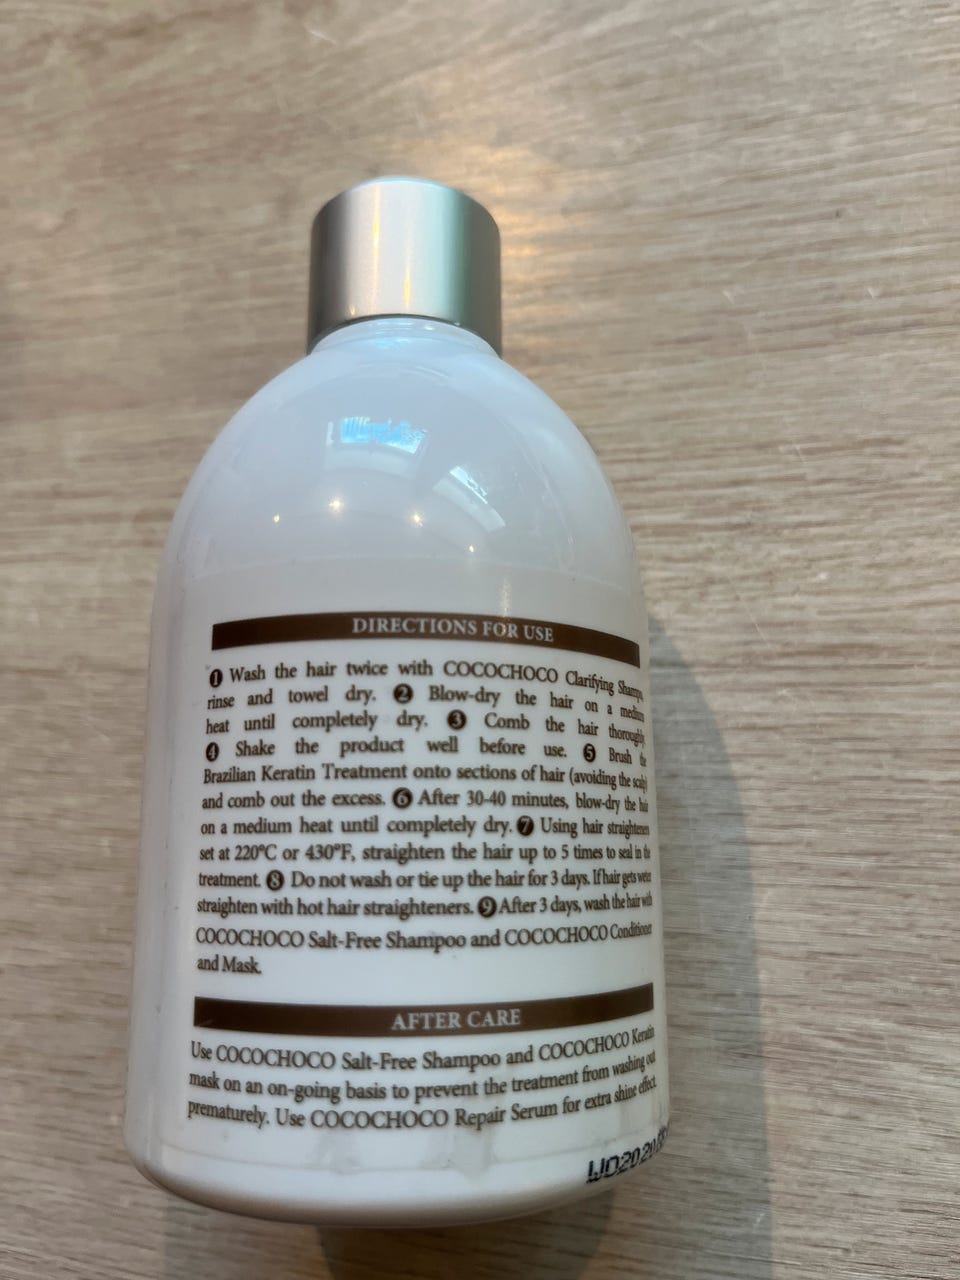 DIRECTIONS FOR USE
❶ Wash the hair twice with COCOCHOCO Clarifying
rinse and towel dry. ❷ Blow-dry the hair on a medium
heat until completely dry. ❸ Comb the hair thoroughly
❹ Shake the product well before use. ❺ Brush the
Brazilian Keratin Treatment onto sections of hair (avoiding the scalp)
and comb out the excess. ❻ After 30-40 minutes, blow-dry the hair
on a medium heat until completely dry. ❼ Using hair straighteners
set at 220°C or 430°F, straighten the hair up to 5 times to seal in the
treatment. ❽ Do not wash or tie up the hair for 3 days. If hair gets wet
straighten with hot hair straighteners. ❾ After 3 days, wash the hair with
COCOCHOCO Salt-Free Shampoo and COCOCHOCO Conditioner
and Mask.
AFTER CARE
Use COCOCHOCO Salt-Free Shampoo and COCOCHOCO Keratin
mask on an on-going basis to prevent the treatment from washing out
prematurely. Use COCOCHOCO Repair Serum for extra shine effect.